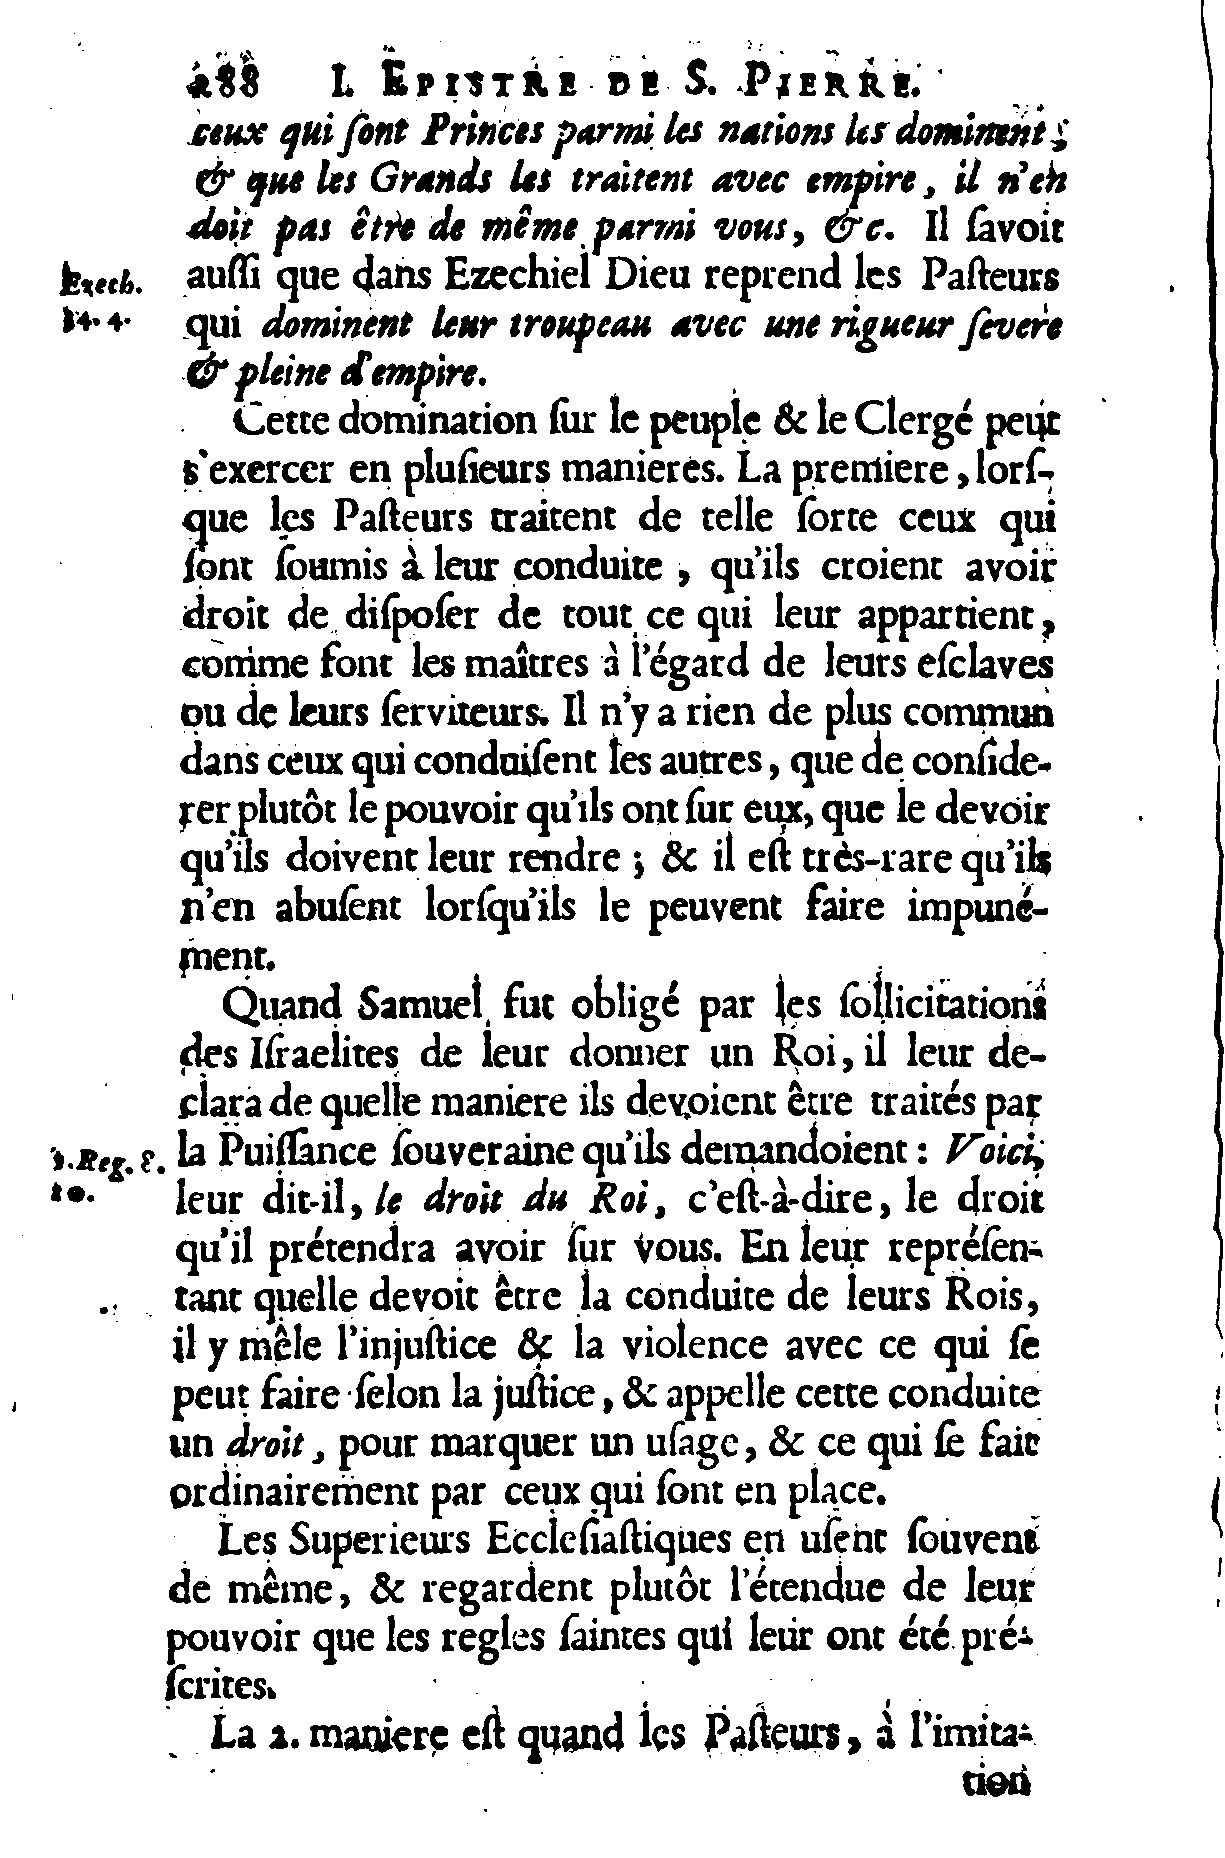 288 I. EPISTRE DE S. PIERRE.
ceux qui ſont Princes parmi les nations les dominent ;
& que les Grands les traitent avec empire, il n'en
doit pas être de même parmi vous, &c. Il ſavoit
auſſi que dans Ezechiel Dieu reprend les Paſteurs
Ezech.
34. 4.
qui dominent leur troupeau avec une rigueur ſevere
& pleine d'empire.
Cette domination ſur le peuple & le Clergé peut
s'exercer en pluſieurs manieres. La premiere, lorſ-
que les Paſteurs traitent de telle ſorte ceux qui
ſont ſoumis à leur conduite, qu'ils croient avoir
droit de diſpoſer de tout ce qui leur appartient,
comme font les maîtres à l'égard de leurs eſclaves
ou de leurs ſerviteurs. Il n'y a rien de plus commun
dans ceux qui conduiſent les autres, que de conſide-
rer plutôt le pouvoir qu'ils ont ſur eux, que le devoir
qu'ils doivent leur rendre ; & il eſt très-rare qu'ils
n'en abuſent lorſqu'ils le peuvent faire impuné-
ment.
Quand Samuel fut obligé par les ſollicitations
des Iſraelites de leur donner un Roi, il leur de-
clara de quelle maniere ils devoient être traités par
la Puiſſance ſouveraine qu'ils demandoient : Voici,
1. Reg. 8.
10.
leur dit-il, le droit du Roi, c'eſt-à-dire, le droit
qu'il prétendra avoir ſur vous. En leur repréſen-
tant quelle devoit être la conduite de leurs Rois,
il y mêle l'injuſtice & la violence avec ce qui ſe
peut faire ſelon la juſtice, & appelle cette conduite
un droit, pour marquer un uſage, & ce qui ſe fait
ordinairement par ceux qui ſont en place.
Les Superieurs Eccleſiaſtiques en uſent ſouvent
de même, & regardent plutôt l'étendue de leur
pouvoir que les regles ſaintes qui leur ont été pré-
ſcrites.
La 2. maniere eſt quand les Paſteurs, à l'imita-
tion